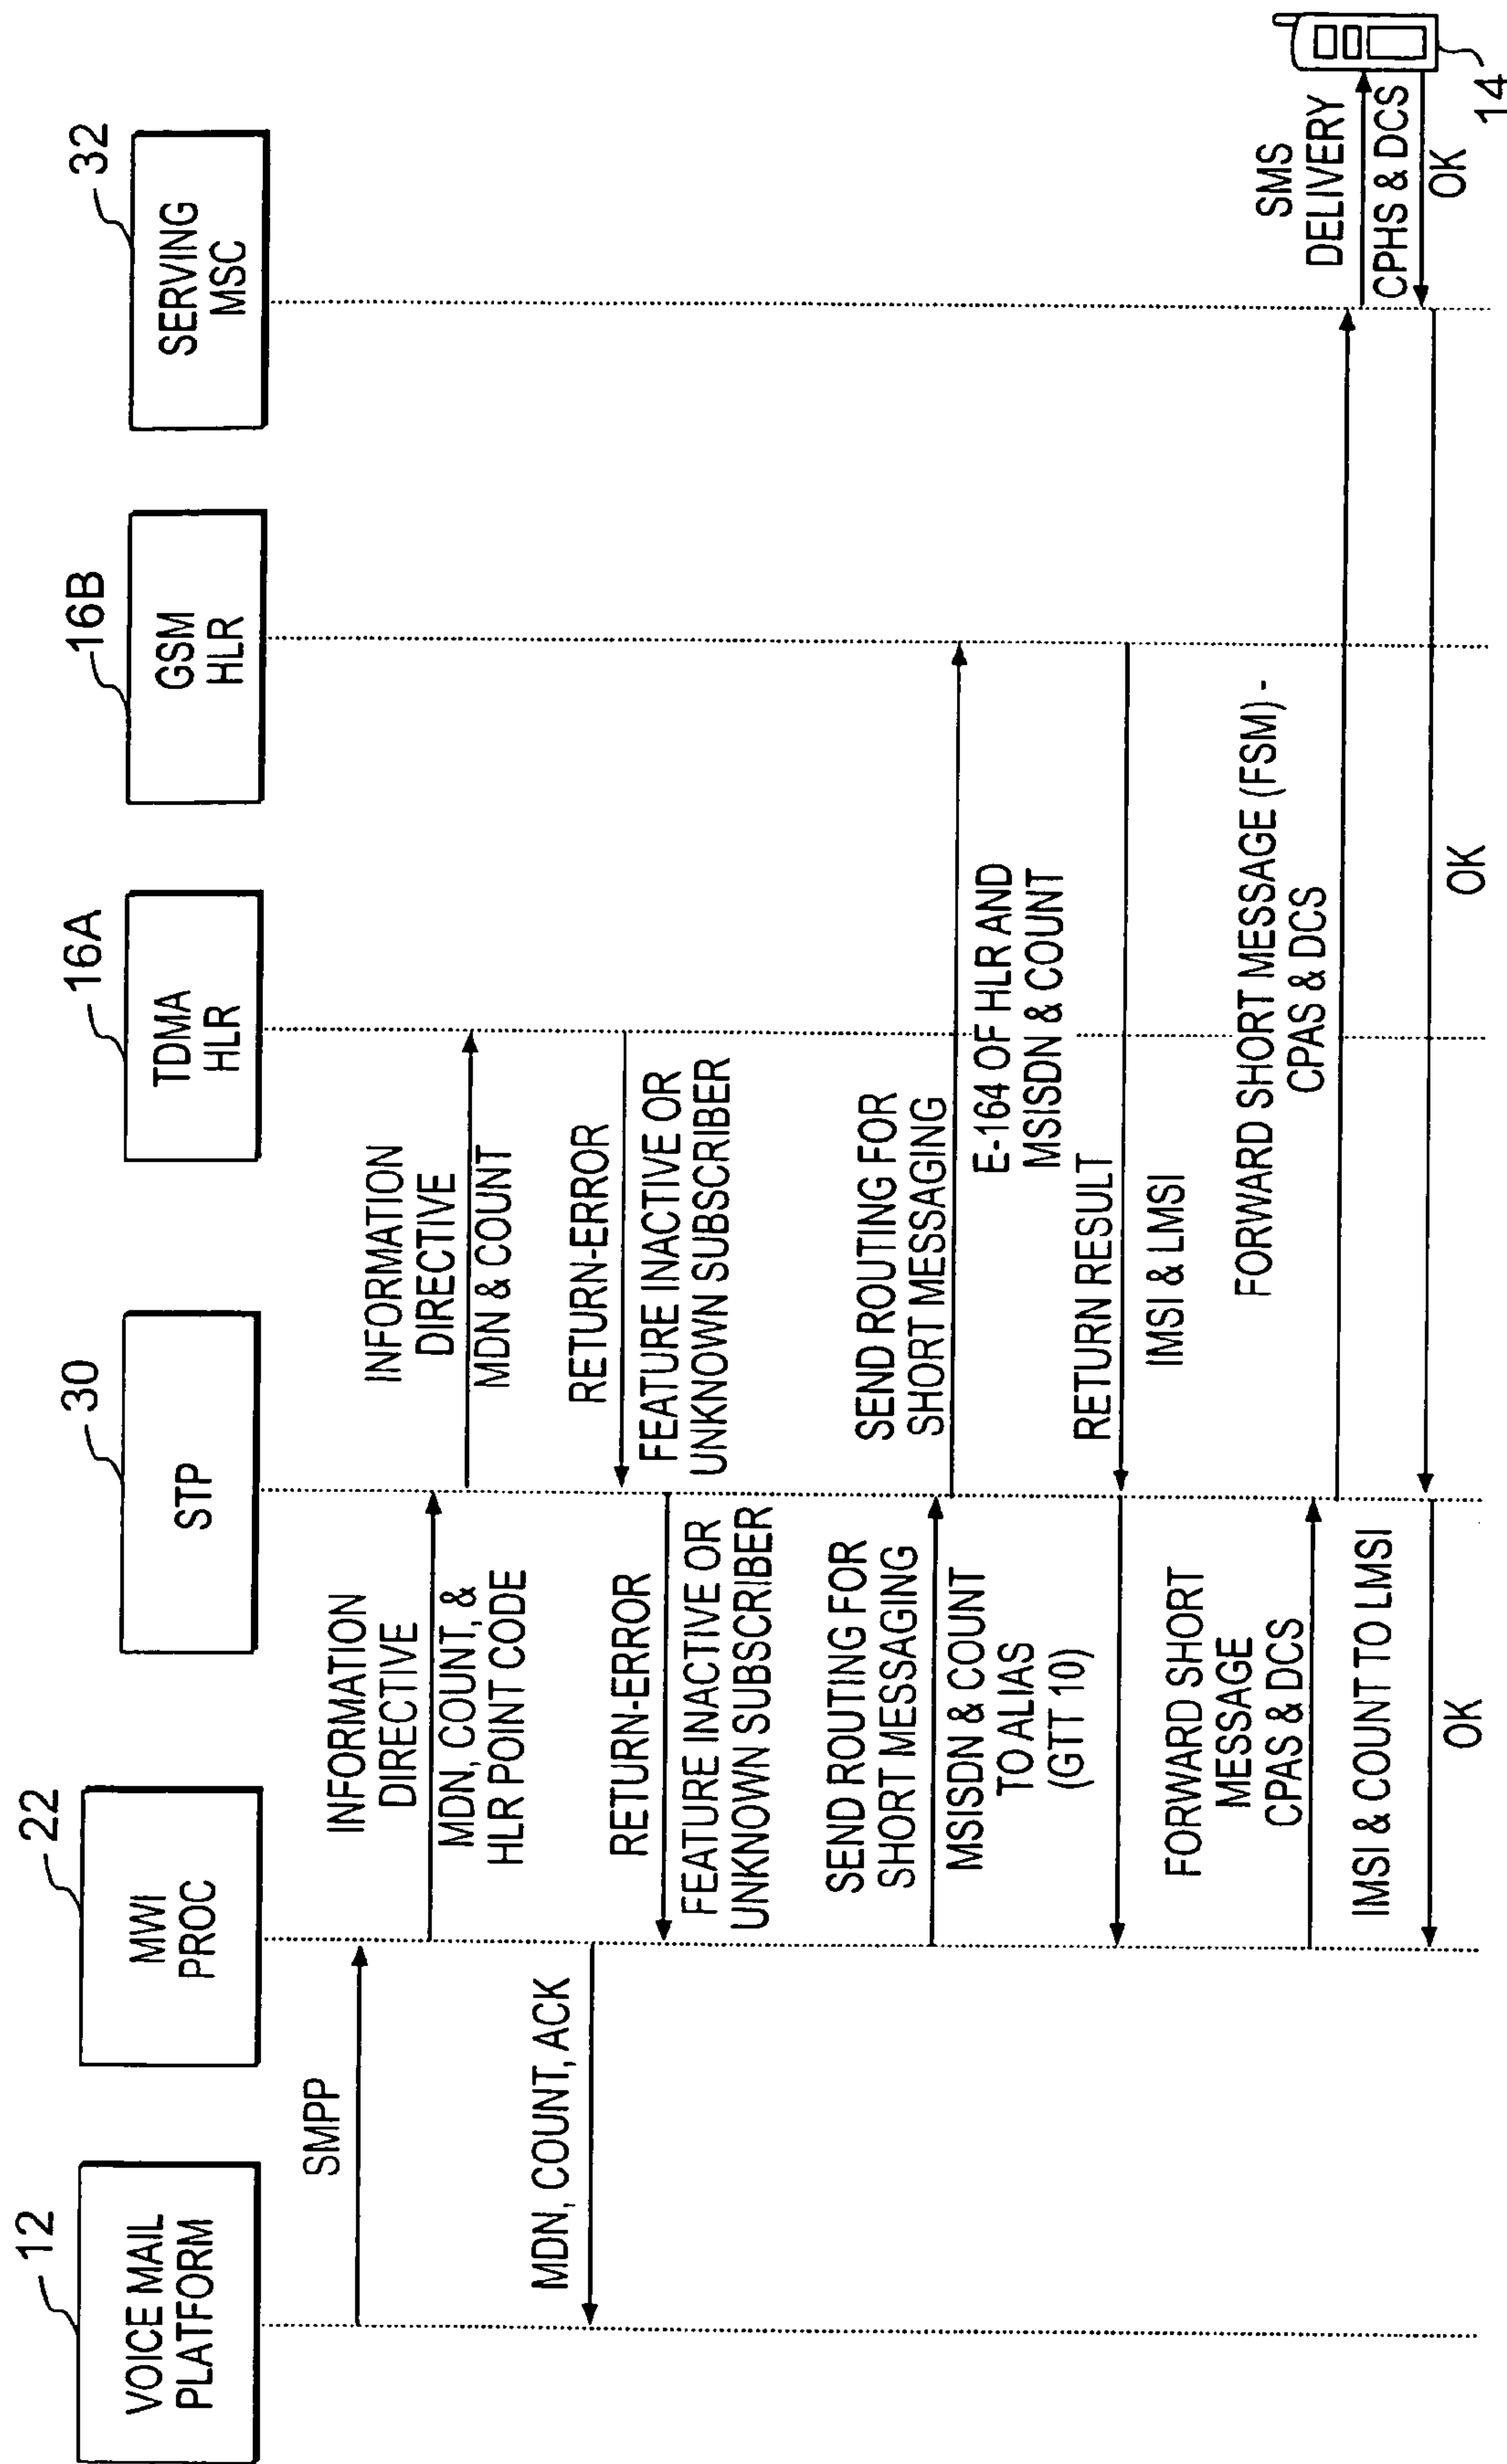 12
VOICE MAIL
PLATFORM
22
MWI
PROC
30
STP
16A
TDMA
HLR
16B
GSM
HLR
32
SERVING
MSC
SMPP
INFORMATION
DIRECTIVE
MDN, COUNT, &
HLR POINT CODE
INFORMATION
DIRECTIVE
MDN & COUNT
MDN, COUNT, ACK
RETURN-ERROR
FEATURE INACTIVE OR
UNKNOWN SUBSCRIBER
RETURN-ERROR
FEATURE INACTIVE OR
UNKNOWN SUBSCRIBER
SEND ROUTING FOR
SHORT MESSAGING
MSISDN & COUNT
TO ALIAS
(GTT 10)
SEND ROUTING FOR
SHORT MESSAGING
E-164 OF HLR AND
MSISDN & COUNT
RETURN RESULT
IMSI & LMSI
FORWARD SHORT
MESSAGE
CPAS & DCS
IMSI & COUNT TO LMSI
FORWARD SHORT MESSAGE (FSM) -
CPAS & DCS
SMS
DELIVERY
CPHS & DCS
OK
14
OK
OK